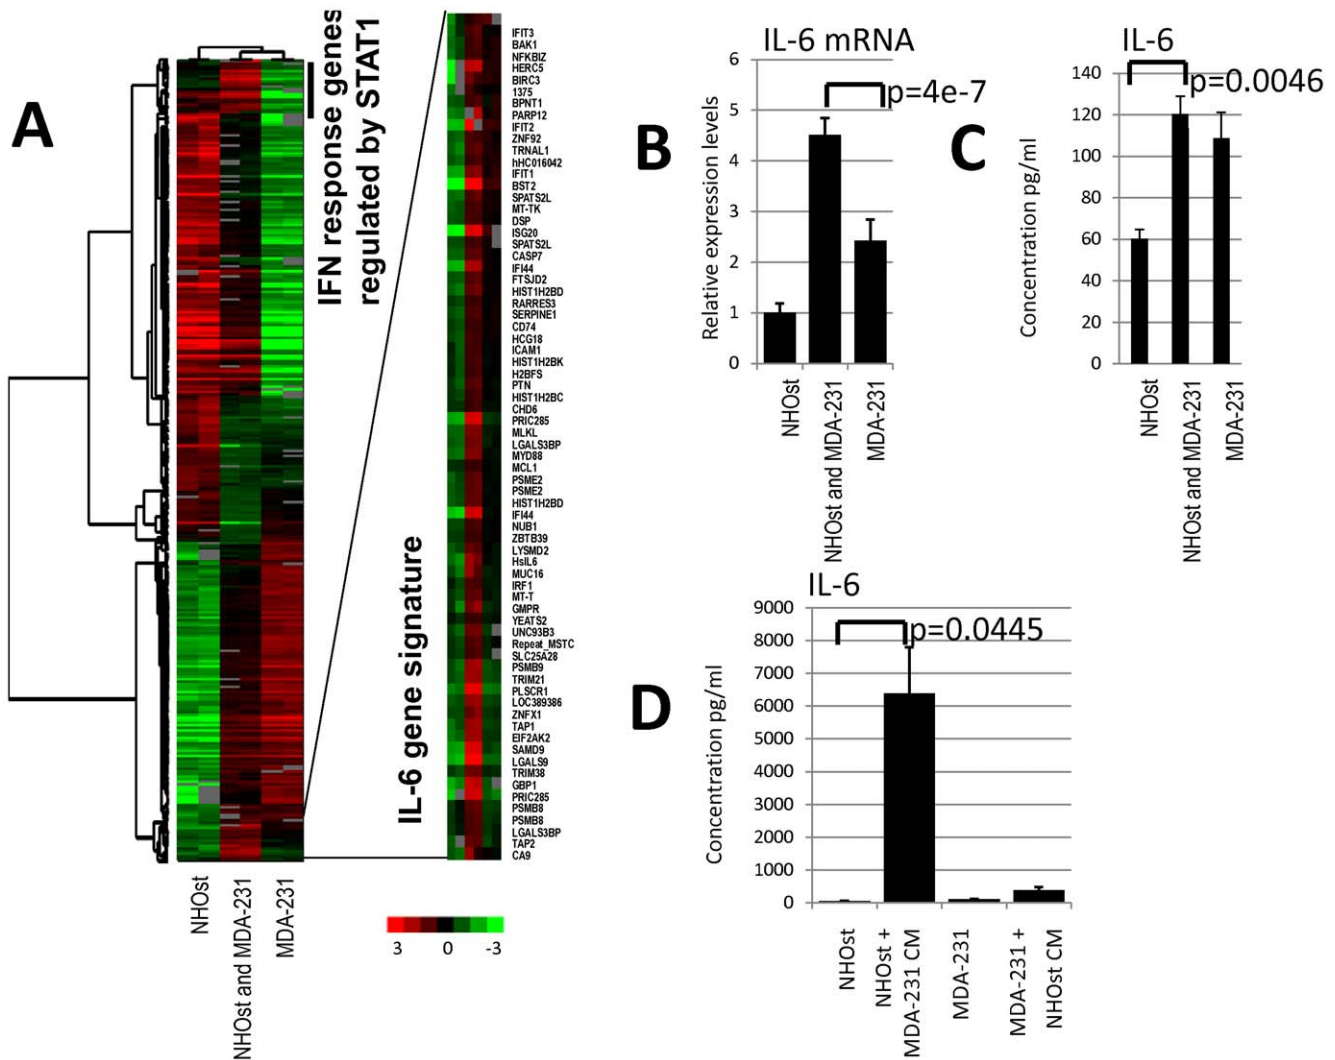 A
IFN response genes
regulated by STAT1
IL-6 gene signature
NHOst
NHOst and MDA-231
MDA-231
3 0 -3
IFIT3
BAK1
NFKBIZ
HERC5
BIRC3
1375
BPNT1
PARP12
IFIT2
ZNF92
TRNAL1
hHC016042
IFIT1
BST2
SPATS2L
MT-TK
DSP
ISG20
SPATS2L
CASP7
IFI44
FTSJD2
HIST1H2BD
RARRES3
SERPINE1
CD74
HCG18
ICAM1
HIST1H2BK
H2BFS
PTN
HIST1H2BC
CHD6
PRIC285
MLKL
LGALS3BP
MYD88
MCL1
PSME2
PSME2
HIST1H2BD
IFI44
NUB1
ZBTB39
LYSMD2
HsIL6
MUC16
IRF1
MT-T
GMPR
YEATS2
UNC93B3
Repeat_MSTC
SLC25A28
PSMB9
TRIM21
PLSCR1
LOC389386
ZNFX1
TAP1
EIF2AK2
SAMD9
LGALS9
TRIM38
GBP1
PRIC285
PSMB8
PSMB8
LGALS3BP
TAP2
CA9
B
IL-6 mRNA
p=4e-7
Relative expression levels
6
5
4
3
2
1
0
NHOst
NHOst and MDA-231
MDA-231
C
IL-6
p=0.0046
Concentration pg/ml
140
120
100
80
60
40
20
0
NHOst
NHOst and MDA-231
MDA-231
D
IL-6
p=0.0445
Concentration pg/ml
9000
8000
7000
6000
5000
4000
3000
2000
1000
0
NHOst
NHOst +
MDA-231 CM
MDA-231
MDA-231 +
NHOst CM